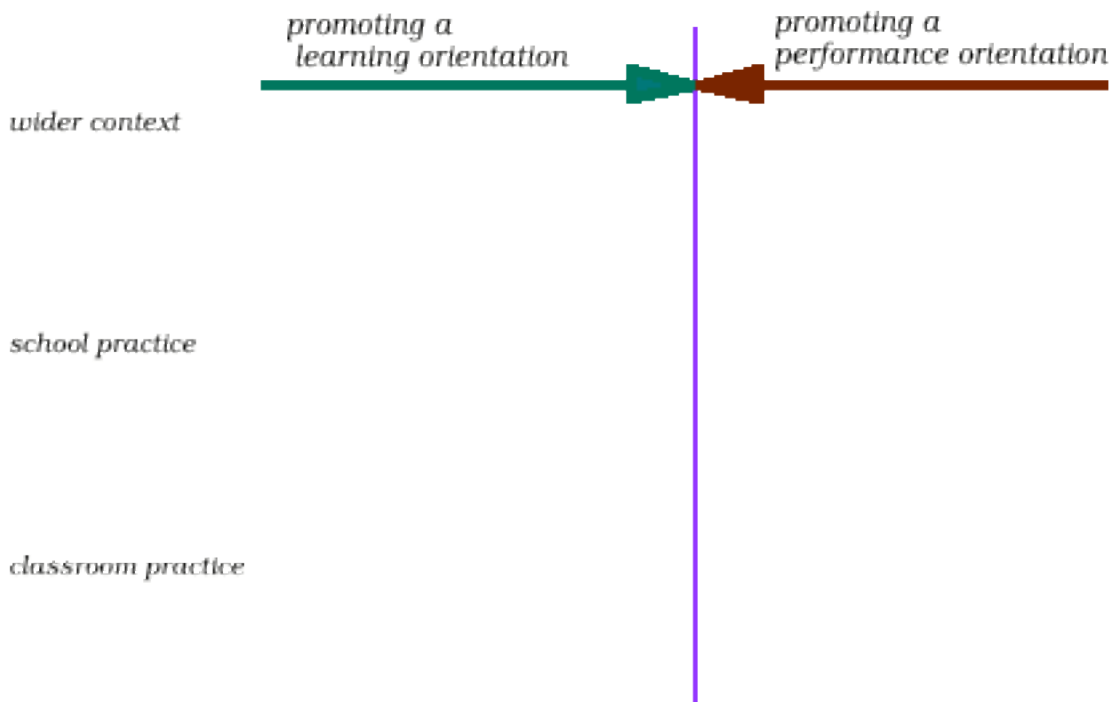 promoting a
learning orientation
promoting a
performance orientation
wider context
school practice
classroom practice